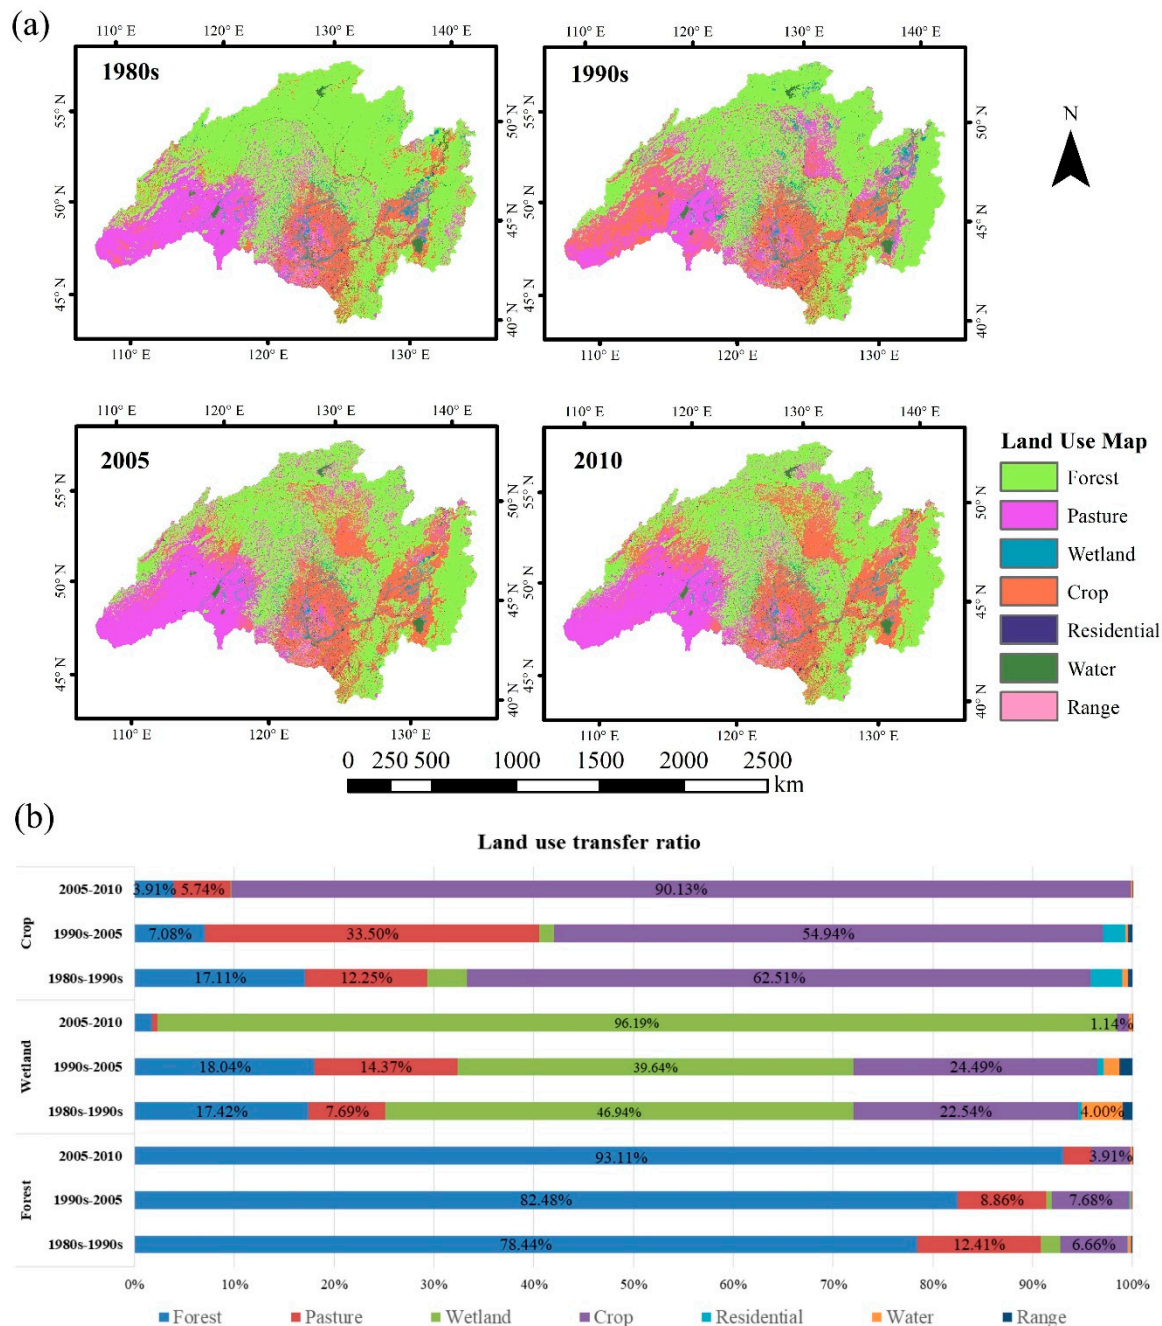 (a)
110° E 120° E 130° E 140° E
110° E 120° E 130° E 140° E
1980s
1990s
N
55° N
50° N
45° N
50° N
45° N
40° N
55° N
50° N
45° N
50° N
45° N
40° N
110° E 120° E 130° E
110° E 120° E 130° E
110° E 120° E 130° E 140° E
110° E 120° E 130° E 140° E
2005
2010
55° N
50° N
45° N
50° N
45° N
40° N
55° N
50° N
45° N
50° N
45° N
40° N
110° E 120° E 130° E
110° E 120° E 130° E
Land Use Map
Forest
Pasture
Wetland
Crop
Residential
Water
Range
0 250 500 1000 1500 2000 2500
km
(b)
Land use transfer ratio
Crop
2005-2010 3.91% 5.74% 90.13%
1990s-2005 7.08% 33.50% 54.94%
1980s-1990s 17.11% 12.25% 62.51%
Wetland
2005-2010 96.19% 1.14%
1990s-2005 18.04% 14.37% 39.64% 24.49%
1980s-1990s 17.42% 7.69% 46.94% 22.54% 4.00%
Forest
2005-2010 93.11% 3.91%
1990s-2005 82.48% 8.86% 7.68%
1980s-1990s 78.44% 12.41% 6.66%
0% 10% 20% 30% 40% 50% 60% 70% 80% 90% 100%
Forest Pasture Wetland Crop Residential Water Range